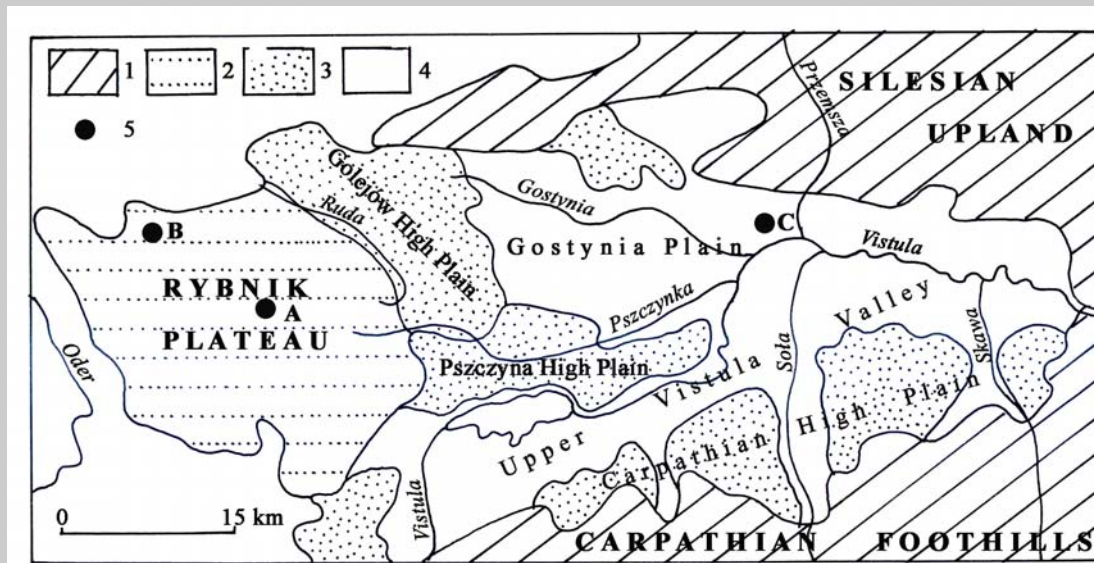 1 2 3 4
5
SILESIAN
UPLAND
Przemsza
Golejów High Plain
Ruda
Gostynia
Gostynia Plain
C
Vistula
B
RYBNIK
A
PLATEAU
Oder
Pszczynka
Pszczyna High Plain
Upper Vistula Valley
Soła
Skawa
Carpathian High Plain
Vistula
0 15 km
CARPATHIAN FOOTHILLS